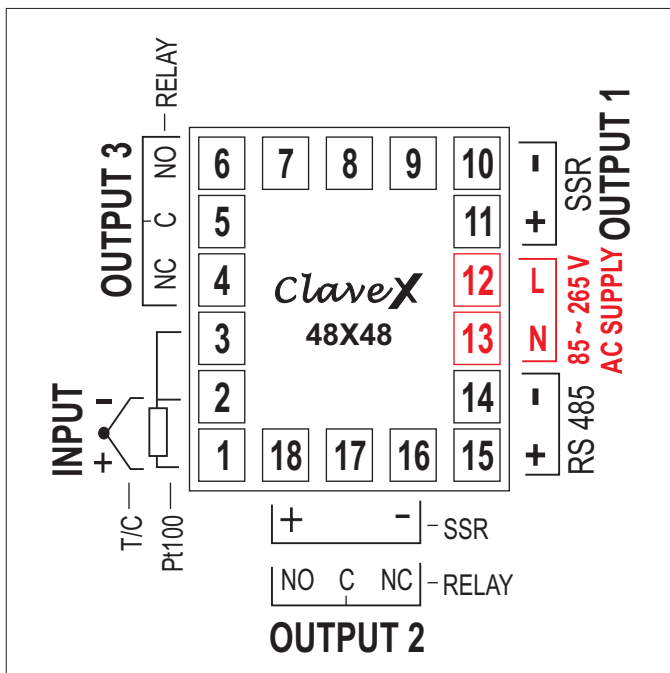 OUTPUT 3
RELAY
NO
C
NC
6 7 8 9 10
5 11
4 12
3 13
2 14
1 18 17 16 15
ClaveX
48X48
-
+
SSR
OUTPUT 1
L
N
85 ~ 265 V
AC SUPPLY
-
+
RS 485
INPUT
-
+
T/C
Pt100
+ - SSR
NO C NC RELAY
OUTPUT 2